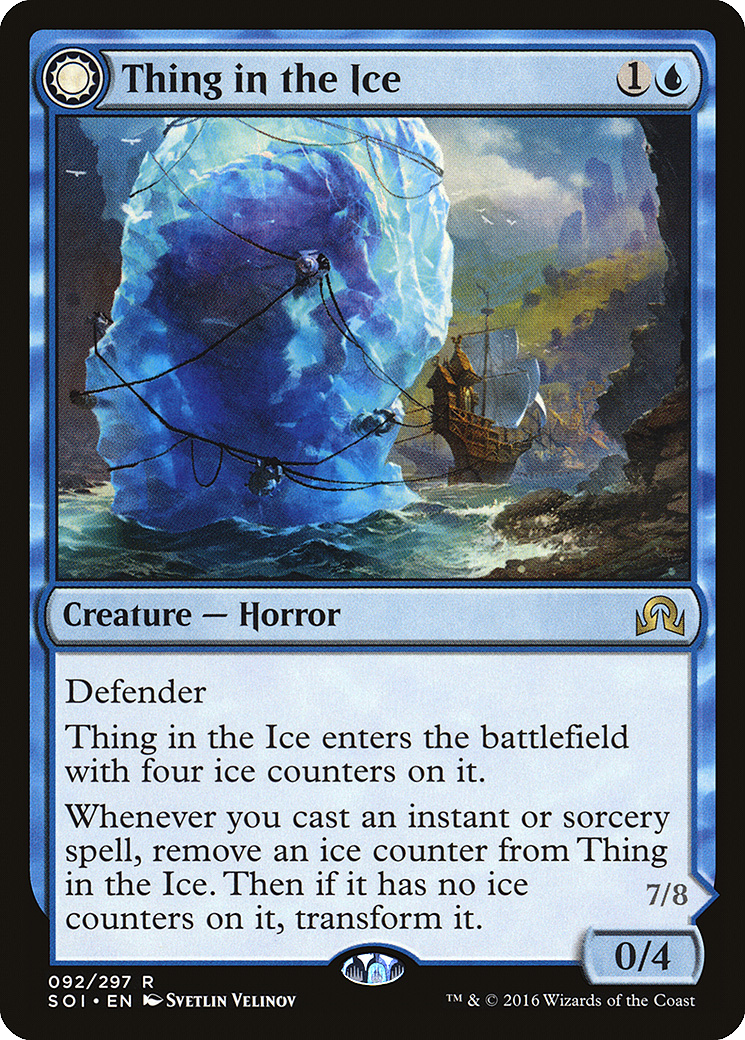 Thing in the Ice 1
Creature — Horror
Defender
Thing in the Ice enters the battlefield
with four ice counters on it.
Whenever you cast an instant or sorcery
spell, remove an ice counter from Thing
in the Ice. Then if it has no ice
counters on it, transform it.
7/8
0/4
092/297 R
SOI • EN Svetlin Velinov
™ & © 2016 Wizards of the Coast